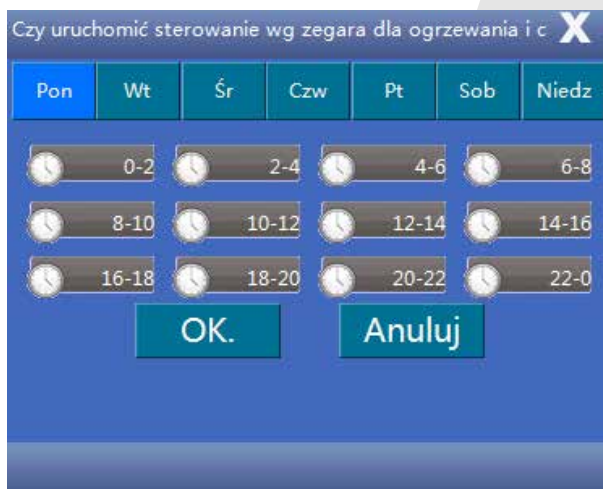 Czy uruchomić sterowanie wg zegara dla ogrzewania i c X
Pon Wt Śr Czw Pt Sob Niedz
0-2 2-4 4-6 6-8
8-10 10-12 12-14 14-16
16-18 18-20 20-22 22-0
OK. Anuluj